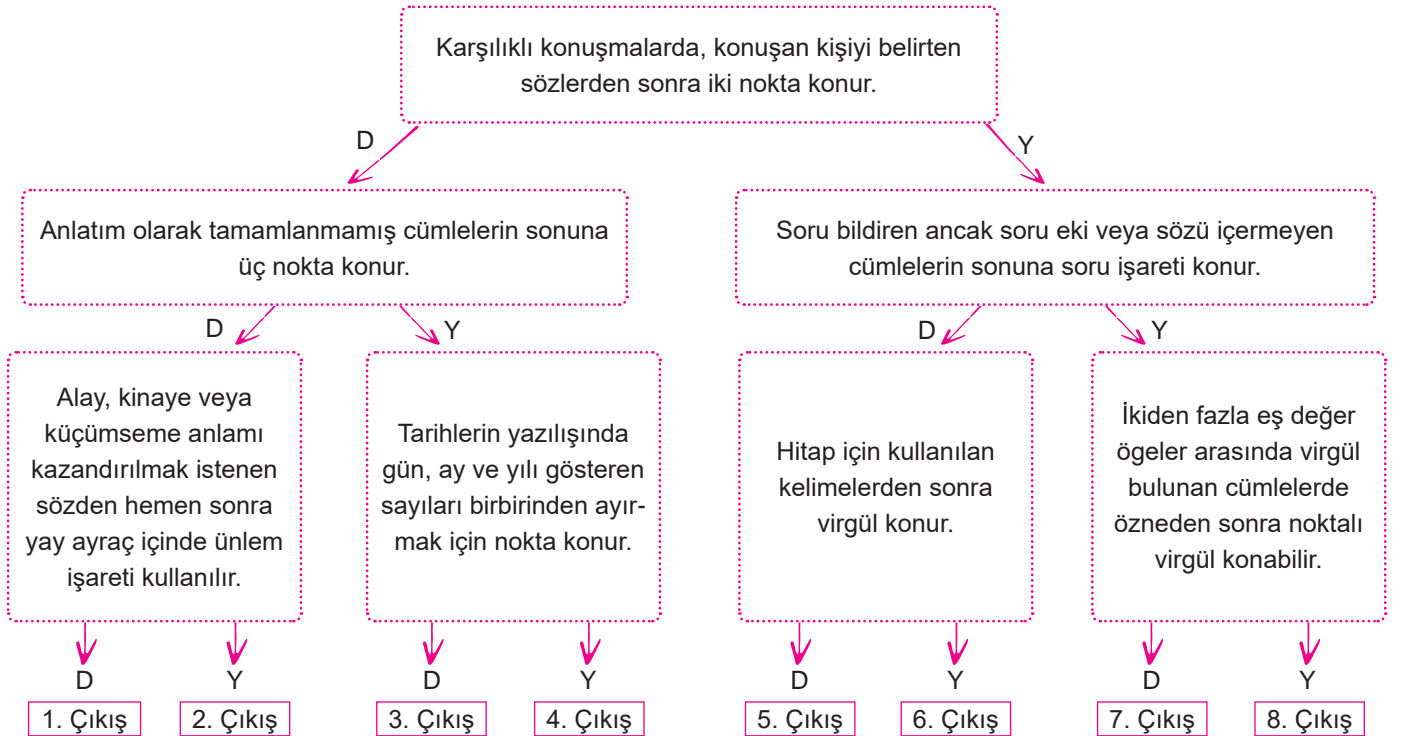 Karşılıklı konuşmalarda, konuşan kişiyi belirten
sözlerden sonra iki nokta konur.
D
Y
Anlatım olarak tamamlanmamış cümlelerin sonuna
üç nokta konur.
Soru bildiren ancak soru eki veya sözü içermeyen
cümlelerin sonuna soru işareti konur.
D
Y
D
Y
Alay, kinaye veya
küçümseme anlamı
kazandırılmak istenen
sözden hemen sonra
yay ayraç içinde ünlem
işareti kullanılır.
Tarihlerin yazılışında
gün, ay ve yılı gösteren
sayıları birbirinden ayır-
mak için nokta konur.
Hitap için kullanılan
kelimelerden sonra
virgül konur.
İkiden fazla eş değer
ögeler arasında virgül
bulunan cümlelerde
özneden sonra noktalı
virgül konabilir.
D
Y
D
Y
D
Y
D
Y
1. Çıkış
2. Çıkış
3. Çıkış
4. Çıkış
5. Çıkış
6. Çıkış
7. Çıkış
8. Çıkış